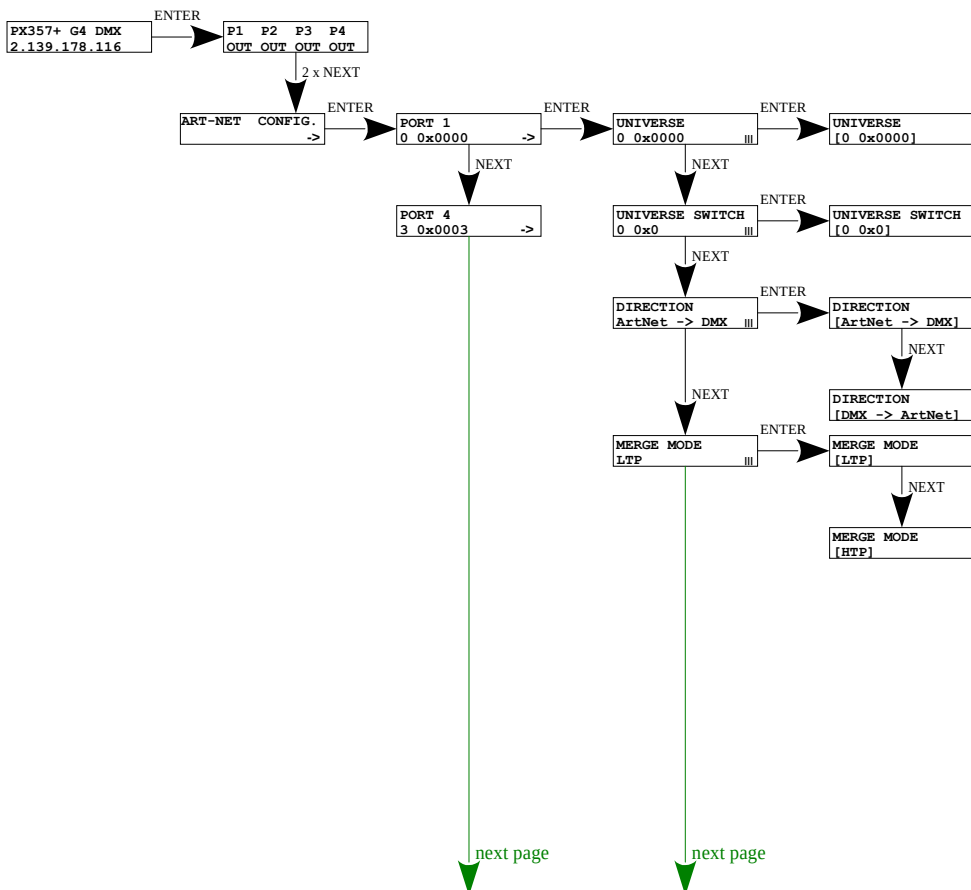 PX357+ G4 DMX
2.139.178.116
ENTER
P1 P2 P3 P4
OUT OUT OUT OUT
2 x NEXT
ART-NET CONFIG.
->
ENTER
PORT 1
0 0x0000 ->
ENTER
UNIVERSE
0 0x0000
ENTER
UNIVERSE
[0 0x0000]
NEXT
NEXT
PORT 4
3 0x0003 ->
UNIVERSE SWITCH
0 0x0
ENTER
UNIVERSE SWITCH
[0 0x0]
NEXT
DIRECTION
ArtNet -> DMX
ENTER
DIRECTION
[ArtNet -> DMX]
NEXT
DIRECTION
[DMX -> ArtNet]
NEXT
MERGE MODE
LTP
ENTER
MERGE MODE
[LTP]
NEXT
MERGE MODE
[HTP]
next page
next page